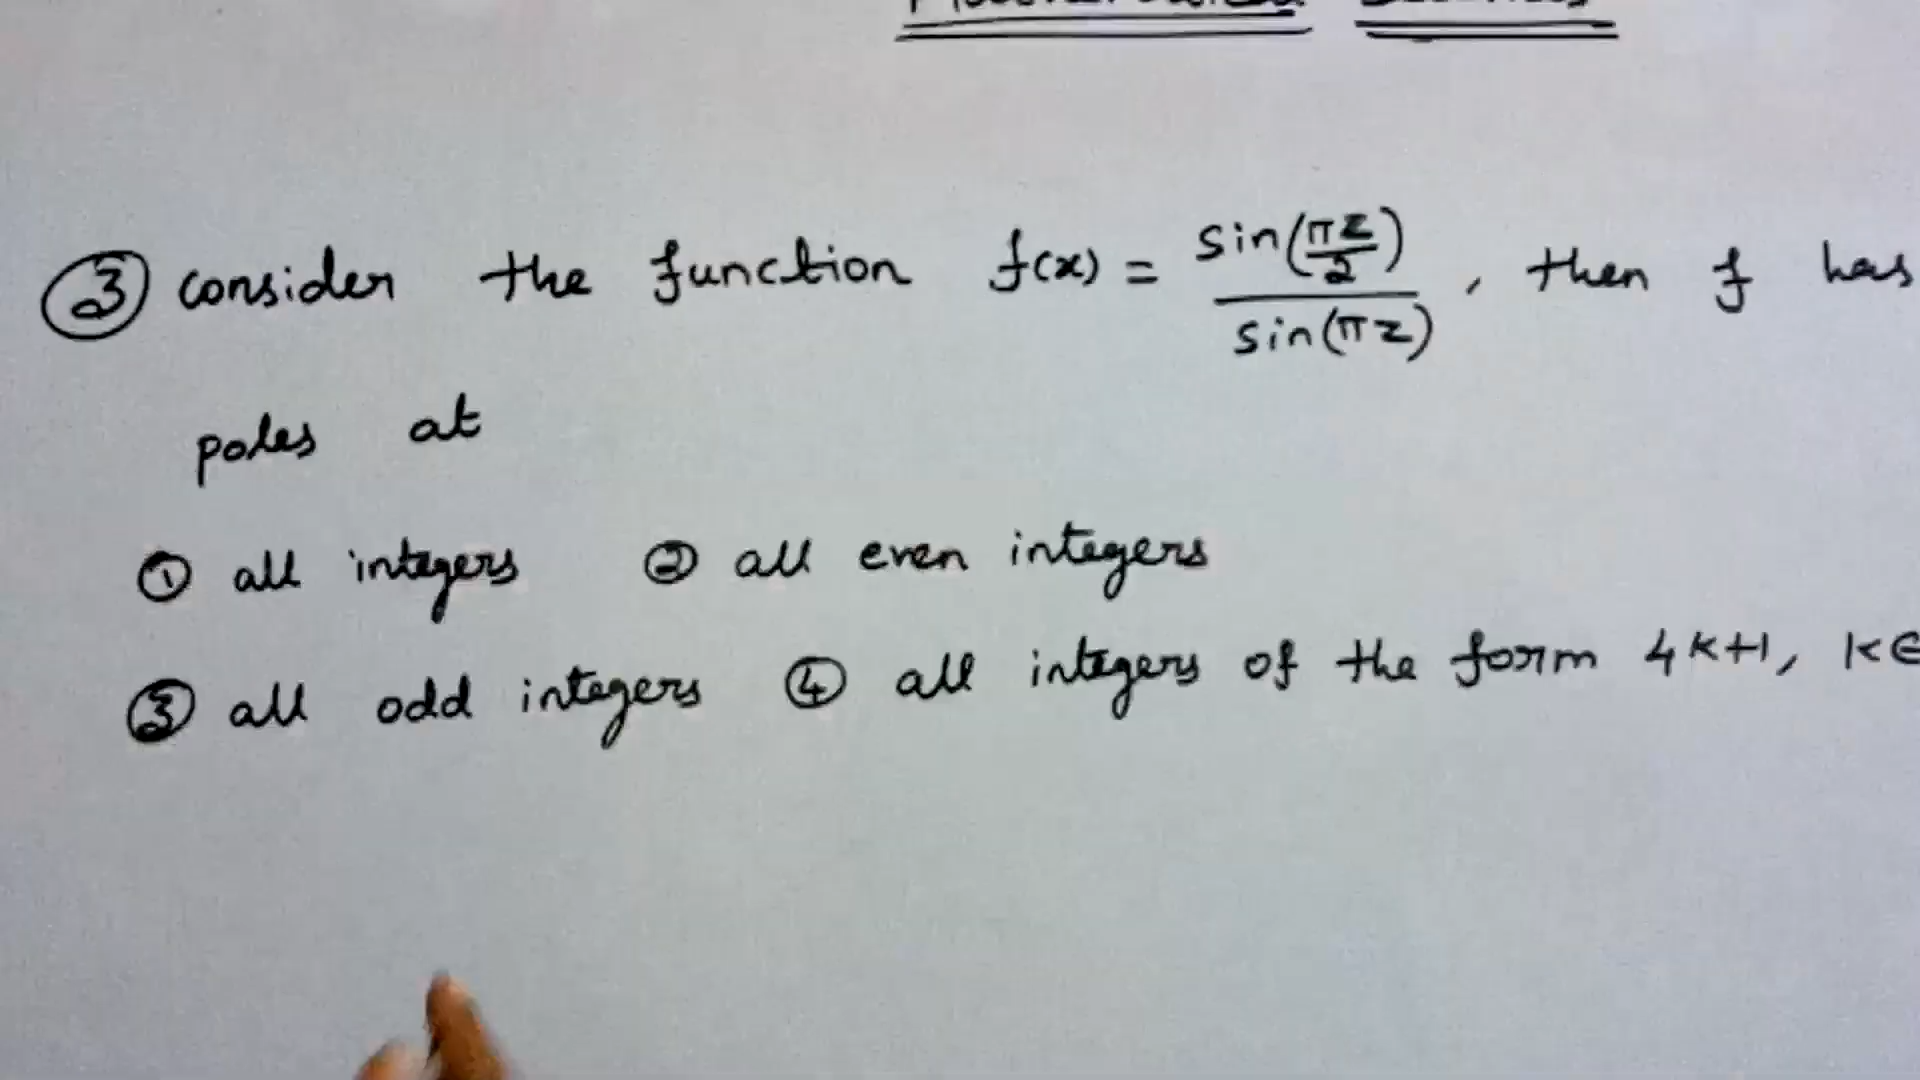 ③ consider the function f(x) = sin(πz/2) / sin(πz), then f has
poles at
① all integers ② all even integers
③ all odd integers ④ all integers of the form 4k+1, k∈